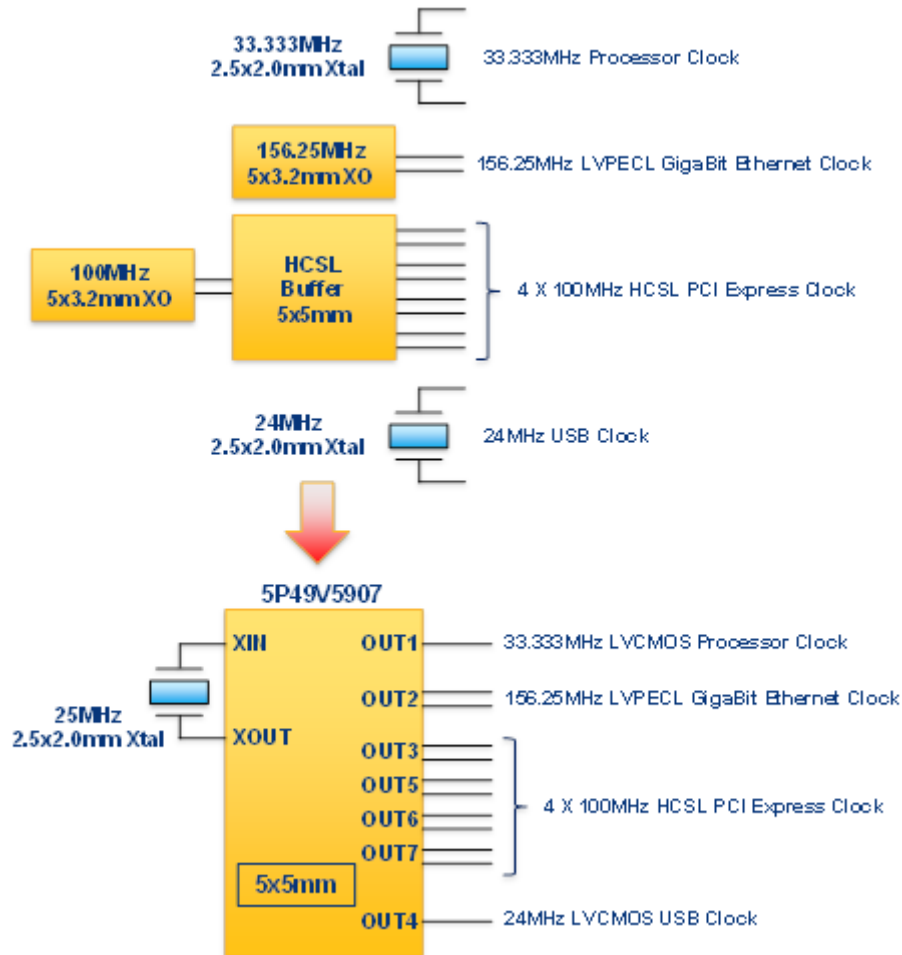 33.333MHz
2.5x2.0mm Xtal
33.333MHz Processor Clock
156.25MHz
5x3.2mm XO
156.25MHz LVPECL GigaBit Ethernet Clock
100MHz
5x3.2mm XO
HCSL
Buffer
5x5mm
4 X 100MHz HCSL PCI Express Clock
24MHz
2.5x2.0mm Xtal
24MHz USB Clock
5P49V5907
XIN
OUT1
33.333MHz LVCMOS Processor Clock
25MHz
2.5x2.0mm Xtal
OUT2
156.25MHz LVPECL GigaBit Ethernet Clock
XOUT
OUT3
OUT5
OUT6
OUT7
4 X 100MHz HCSL PCI Express Clock
5x5mm
OUT4
24MHz LVCMOS USB Clock